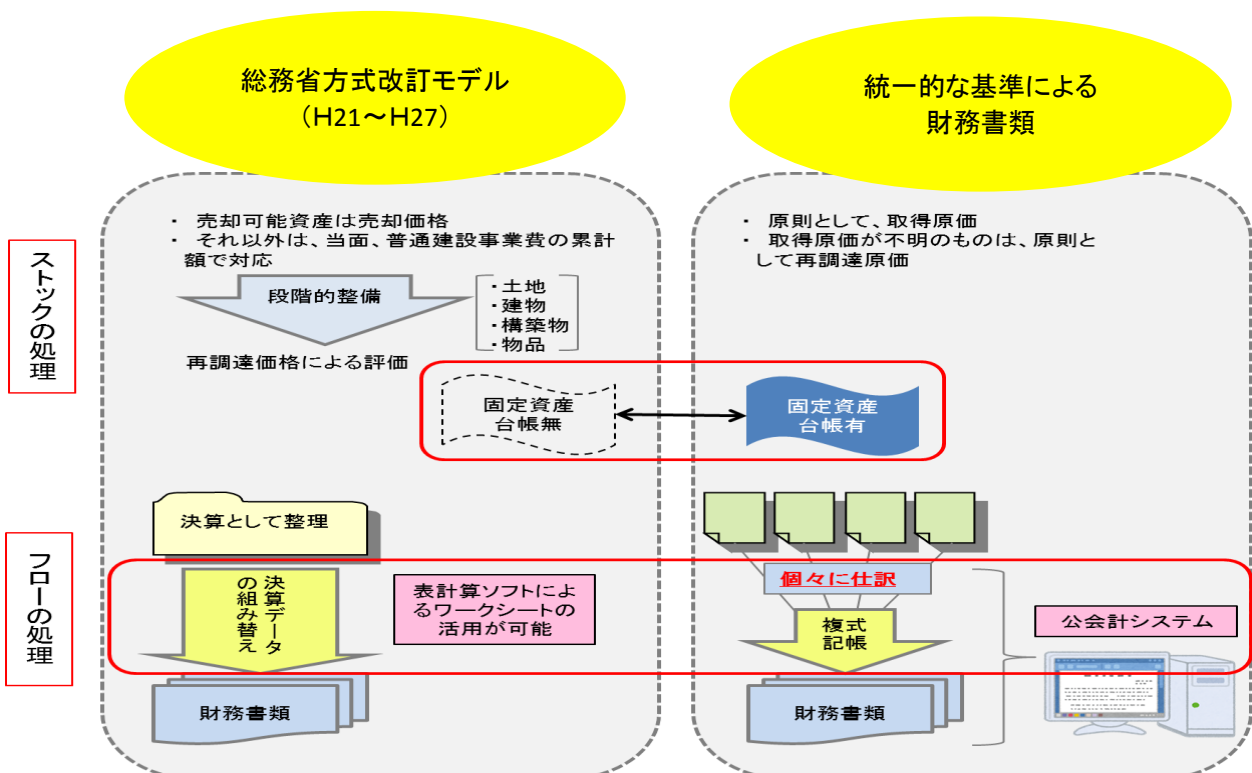 総務省方式改訂モデル
（H21～H27）
統一的な基準による
財務書類
ストックの処理
・ 売却可能資産は売却価格
・ それ以外は、当面、普通建設事業費の累計
額で対応
段階的整備
・土地
・建物
・構築物
・物品
再調達価格による評価
・ 原則として、取得原価
・ 取得原価が不明のものは、原則と
して再調達原価
固定資産
台帳無
固定資産
台帳有
フローの処理
決算として整理
決算データ
の組み替え
表計算ソフトによ
るワークシートの
活用が可能
財務書類
個々に仕訳
複式
記帳
公会計システム
財務書類